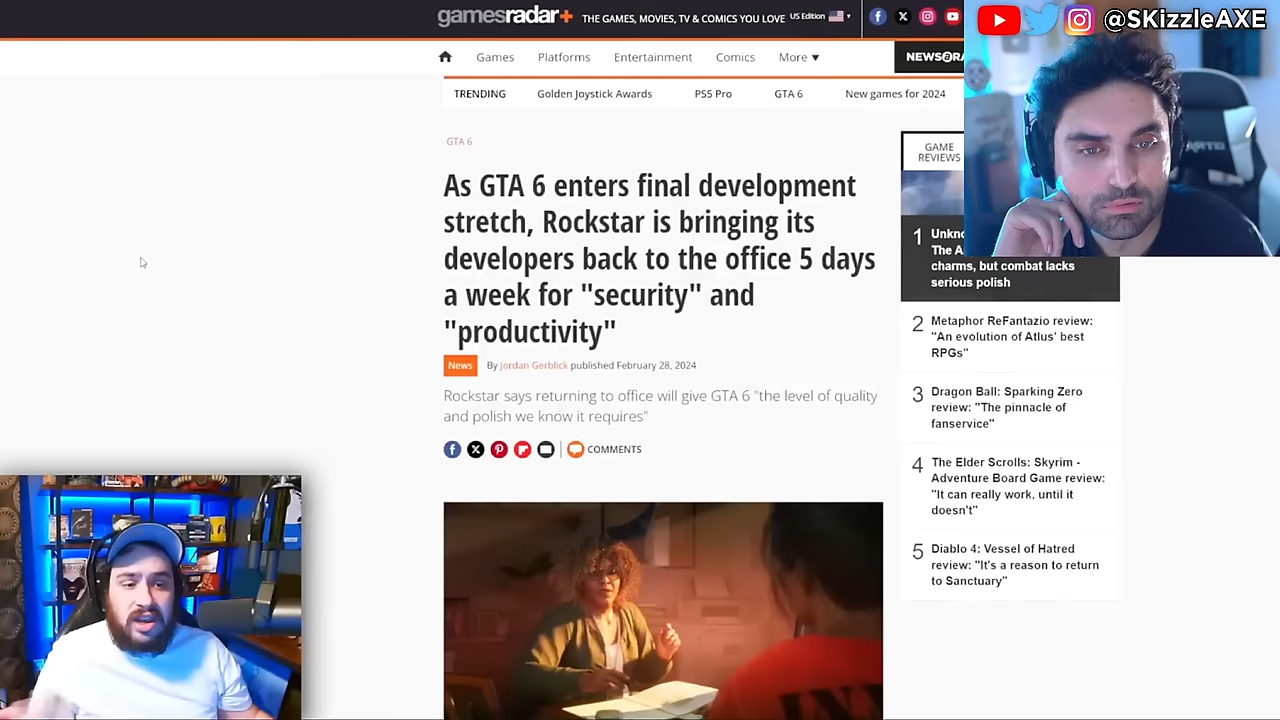 gamesradar+ THE GAMES, MOVIES, TV & COMICS YOU LOVE US Edition
@SKizzleAXE
Games Platforms Entertainment Comics More ▼
TRENDING Golden Joystick Awards PS5 Pro GTA 6 New games for 2024
GTA 6
As GTA 6 enters final development
stretch, Rockstar is bringing its
developers back to the office 5 days
a week for "security" and
"productivity"
News By Jordan Gerblick published February 28, 2024
Rockstar says returning to office will give GTA 6 "the level of quality
and polish we know it requires"
COMMENTS
GAME
REVIEWS
1
The
charms, but combat lacks
serious polish
2 Metaphor ReFantazio review:
"An evolution of Atlus' best
RPGs"
3 Dragon Ball: Sparking Zero
review: "The pinnacle of
fanservice"
4 The Elder Scrolls: Skyrim -
Adventure Board Game review:
"It can really work, until it
doesn't"
5 Diablo 4: Vessel of Hatred
review: "It's a reason to return
to Sanctuary"